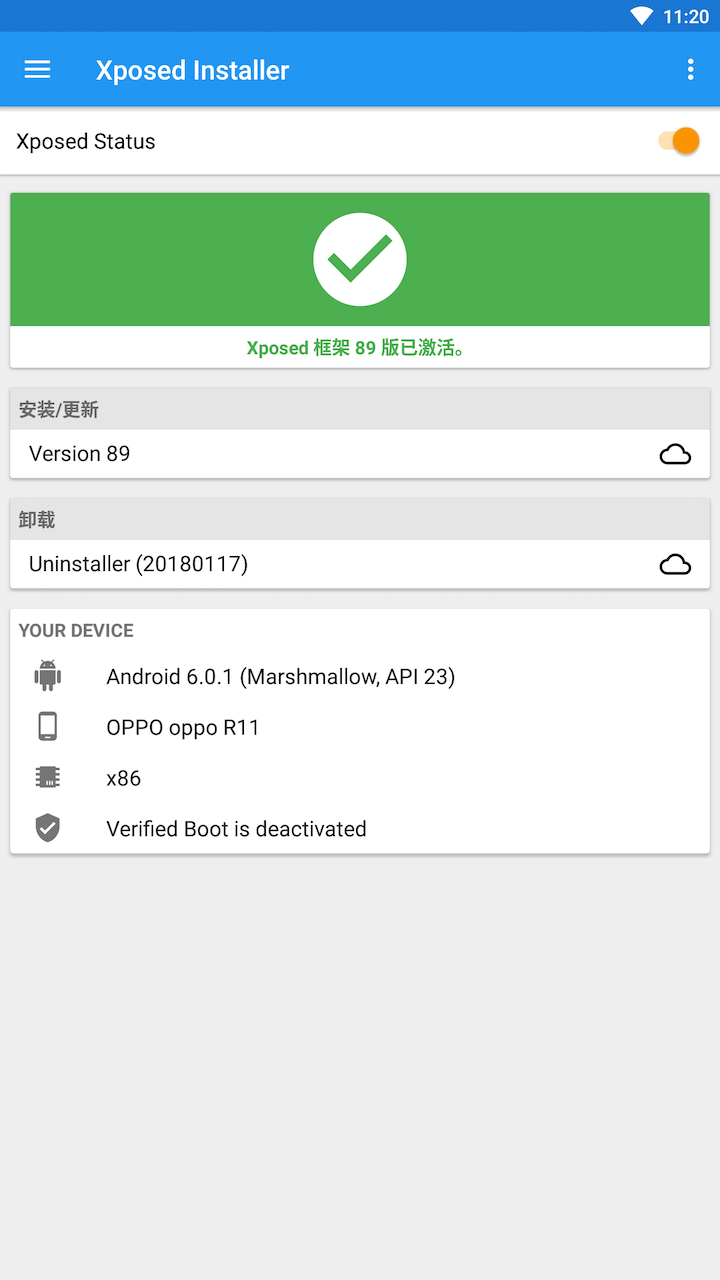 11:20
Xposed Installer
Xposed Status
Xposed 框架 89 版已激活。
安装/更新
Version 89
卸载
Uninstaller (20180117)
YOUR DEVICE
Android 6.0.1 (Marshmallow, API 23)
OPPO oppo R11
x86
Verified Boot is deactivated